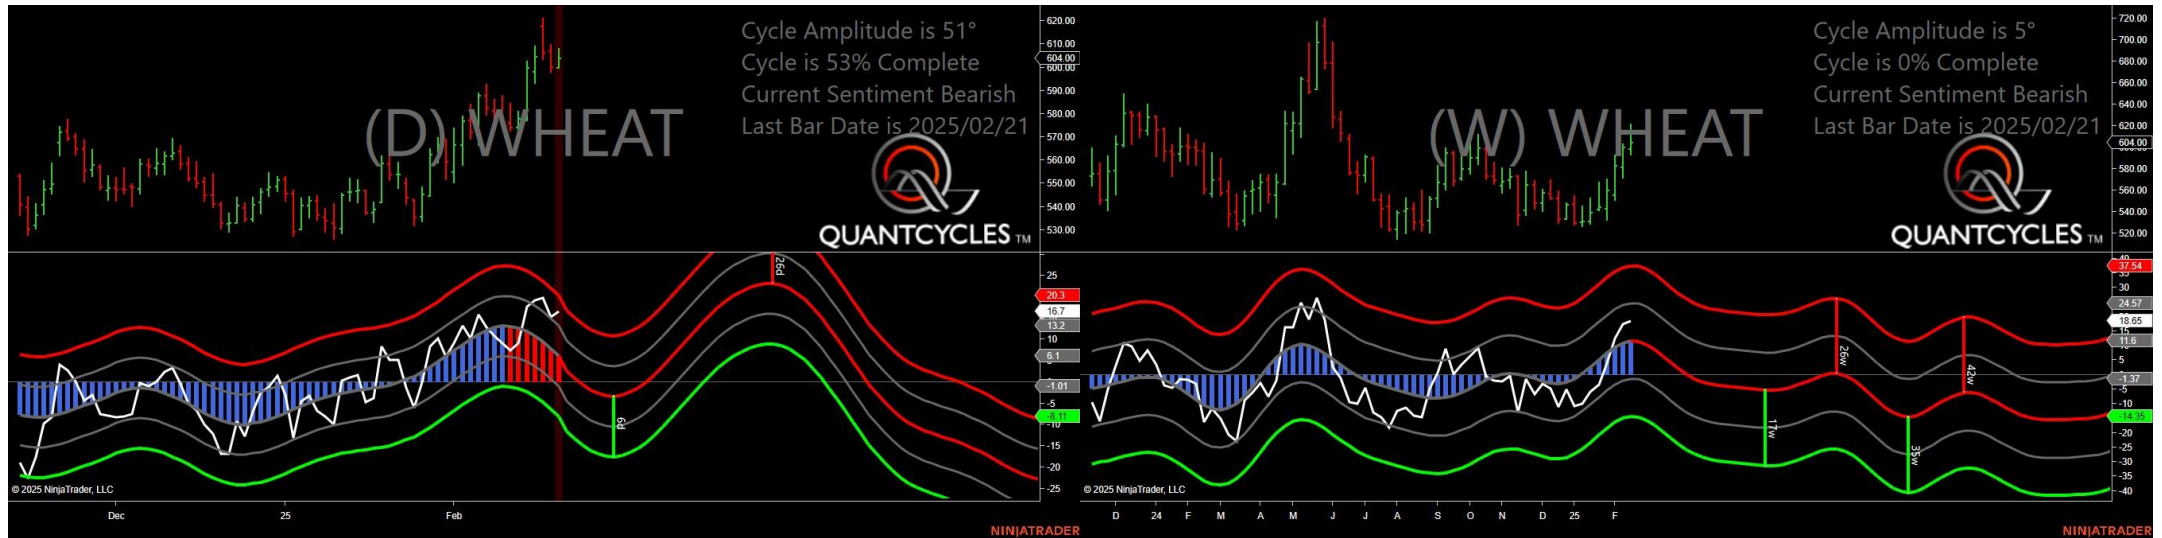 Cycle Amplitude is 51°
Cycle is 53% Complete
Current Sentiment Bearish
Last Bar Date is 2025/02/21
(D) WHEAT
QUANTCYCLES TM
620.00
610.00
604.00
600.00
590.00
580.00
570.00
560.00
550.00
540.00
530.00
26d
6d
25
20.3
16.7
13.2
10
6.1
-1.01
-5
-8.11
-10
-15
-20
-25
© 2025 NinjaTrader, LLC
Dec
25
Feb
NINJATRADER
Cycle Amplitude is 5°
Cycle is 0% Complete
Current Sentiment Bearish
Last Bar Date is 2025/02/21
(W) WHEAT
QUANTCYCLES TM
720.00
700.00
680.00
660.00
640.00
620.00
604.00
580.00
560.00
540.00
520.00
26w
42w
17w
35w
37.54
30
24.57
18.65
15
11.6
5
-1.37
-5
-10
-14.35
-20
-25
-30
-35
-40
© 2025 NinjaTrader, LLC
D 24 F M A M J J A S O N D 25 F
NINJATRADER